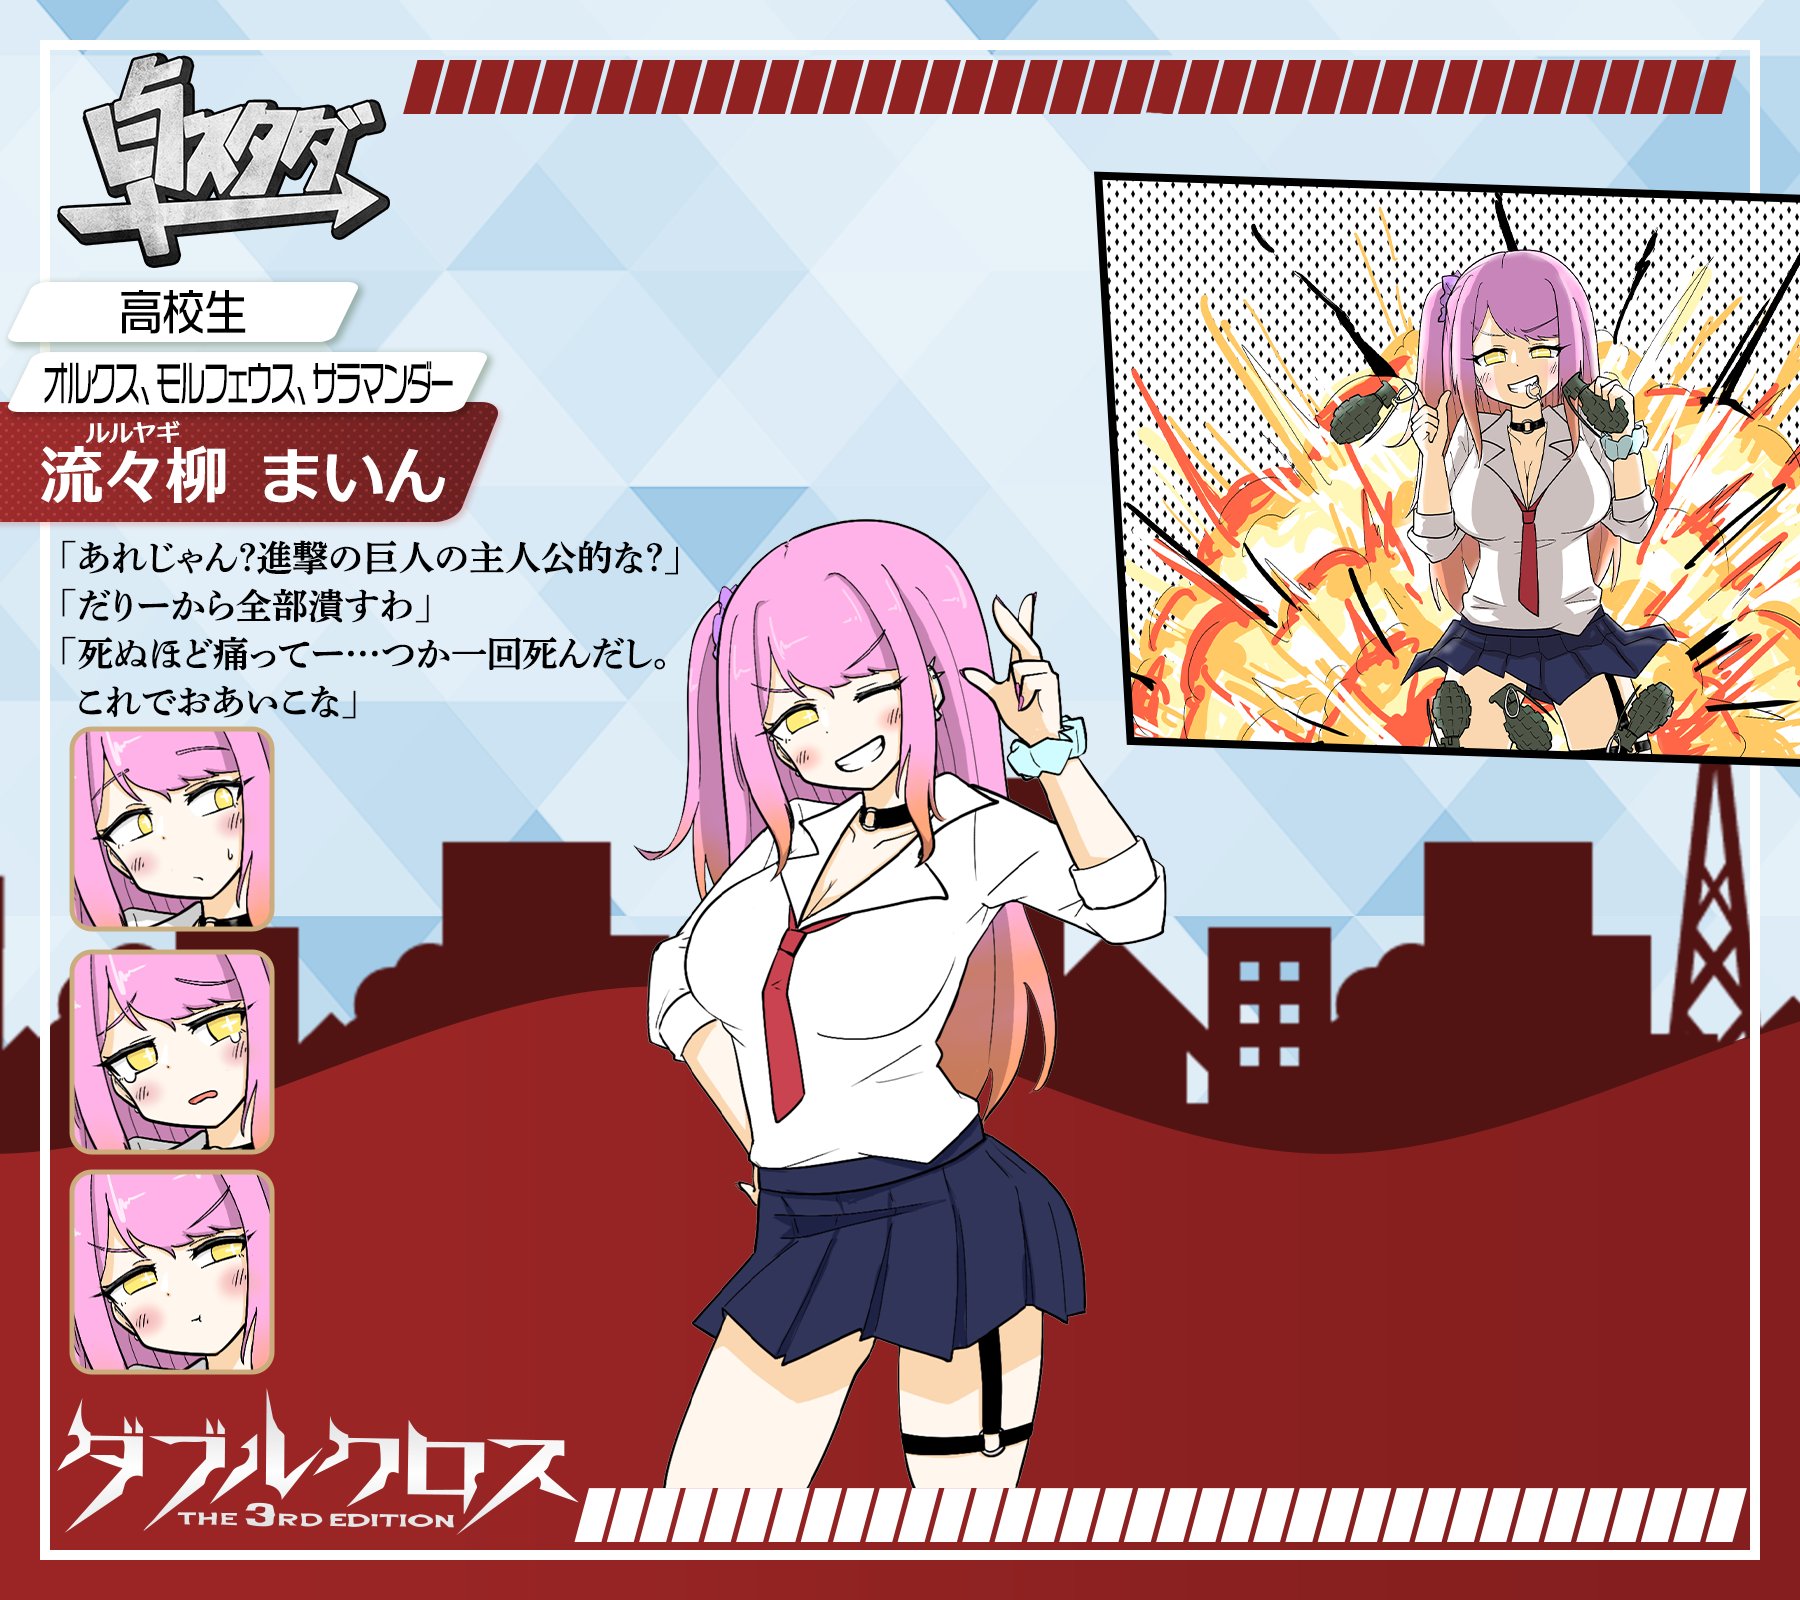 卓スタダ
高校生
オルクス、モルフェウス、サラマンダー
ルルヤギ
流々柳 まいん
「あれじゃん?進撃の巨人の主人公的な?」
「だりーから全部潰すわ」
「死ぬほど痛ってー…つか一回死んだし。
これでおあいこな」
ダブルクロス
THE 3RD EDITION